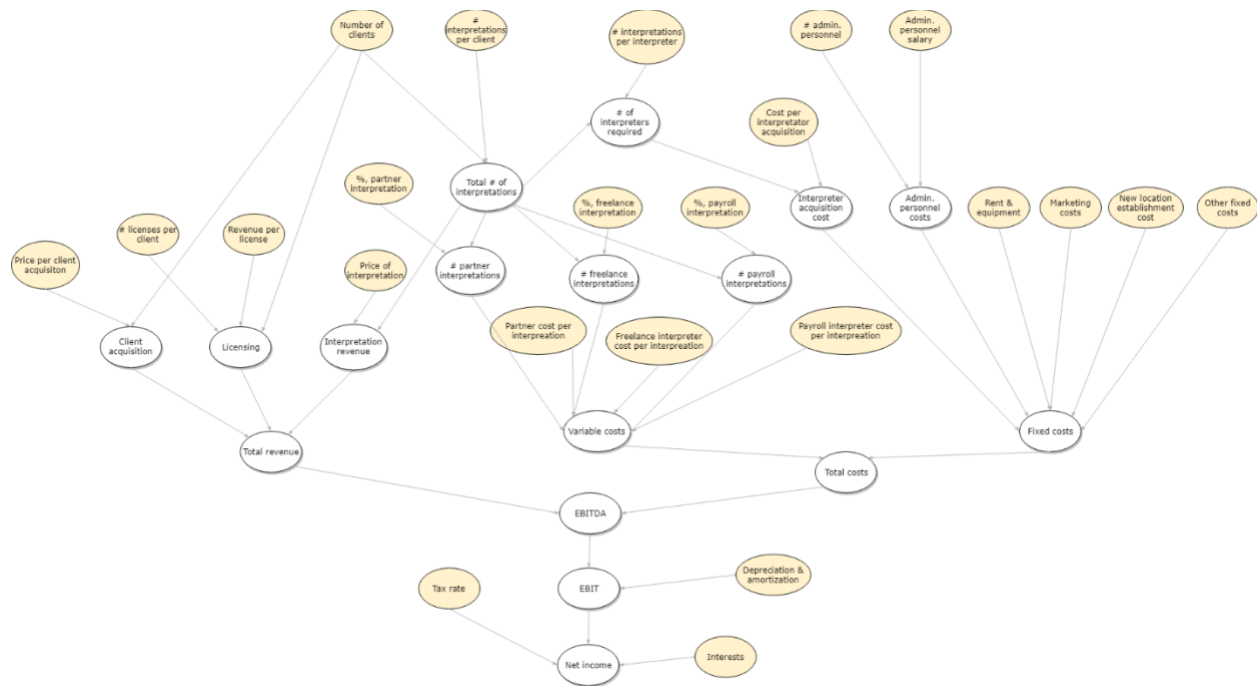 Number of
clients
#
interpretations
per client
# interpretations
per interpreter
# admin.
personnel
Admin.
personnel
salary
# of
interpreters
required
Cost per
interpretator
acquisition
%, partner
interpretation
Total # of
interpretations
%, freelance
interpretation
%, payroll
interpretation
Interpreter
acquisition
cost
Admin.
personnel
costs
Rent &
equipment
Marketing
costs
New location
establishment
cost
Other fixed
costs
# licenses per
client
Revenue per
license
Price per client
acquisiton
Price of
interpretation
# partner
interpretations
# freelance
interpretations
# payroll
interpretations
Partner cost per
interpreation
Freelance interpreter
cost per interpreation
Payroll interpreter cost
per interpreation
Client
acquisition
Licensing
Interpretation
revenue
Variable costs
Fixed costs
Total revenue
Total costs
EBITDA
Tax rate
EBIT
Depreciation &
amortization
Net income
Interests